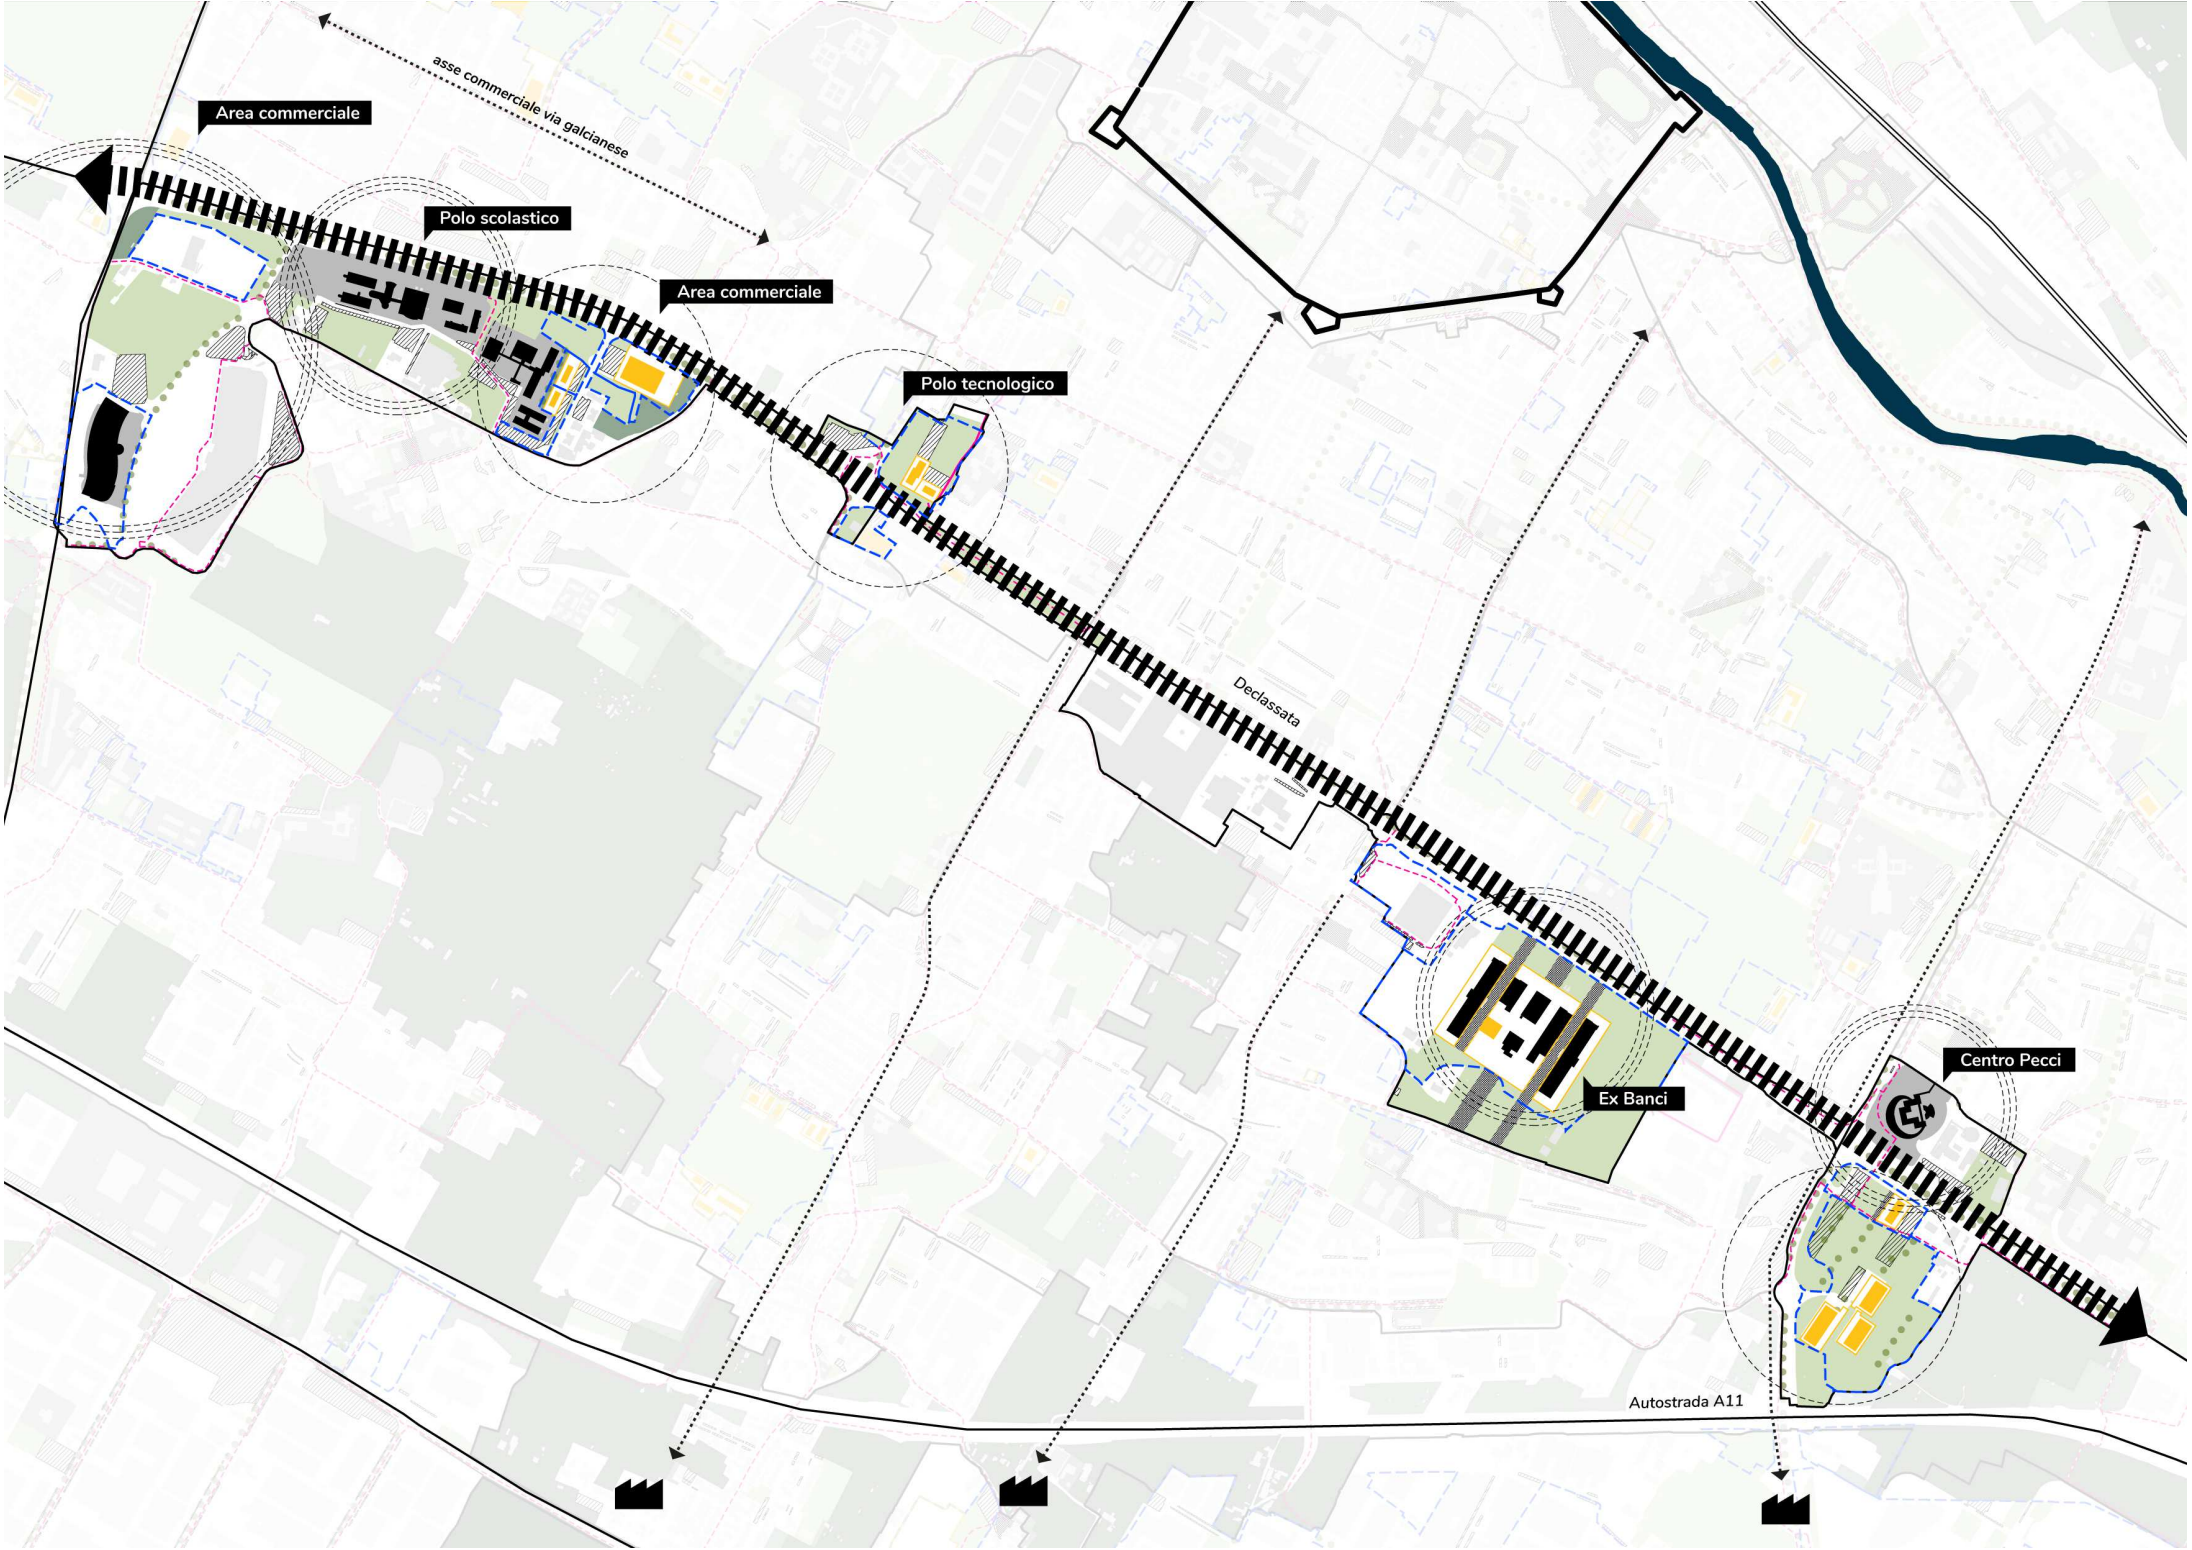 asse commerciale via galcianese
Area commerciale
Polo scolastico
Area commerciale
Polo tecnologico
Declassata
Centro Pecci
Ex Banci
Autostrada A11